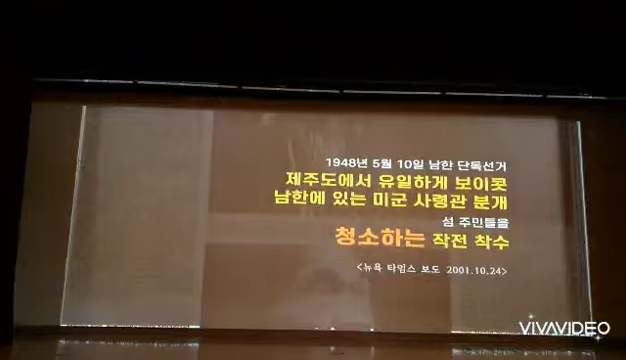 1948년 5월 10일 남한 단독선거
제주도에서 유일하게 보이콧
남한에 있는 미군 사령관 분개
섬 주민들을
청소하는 작전 착수
<뉴욕 타임스 보도 2001.10.24>
VIVAVIDEO